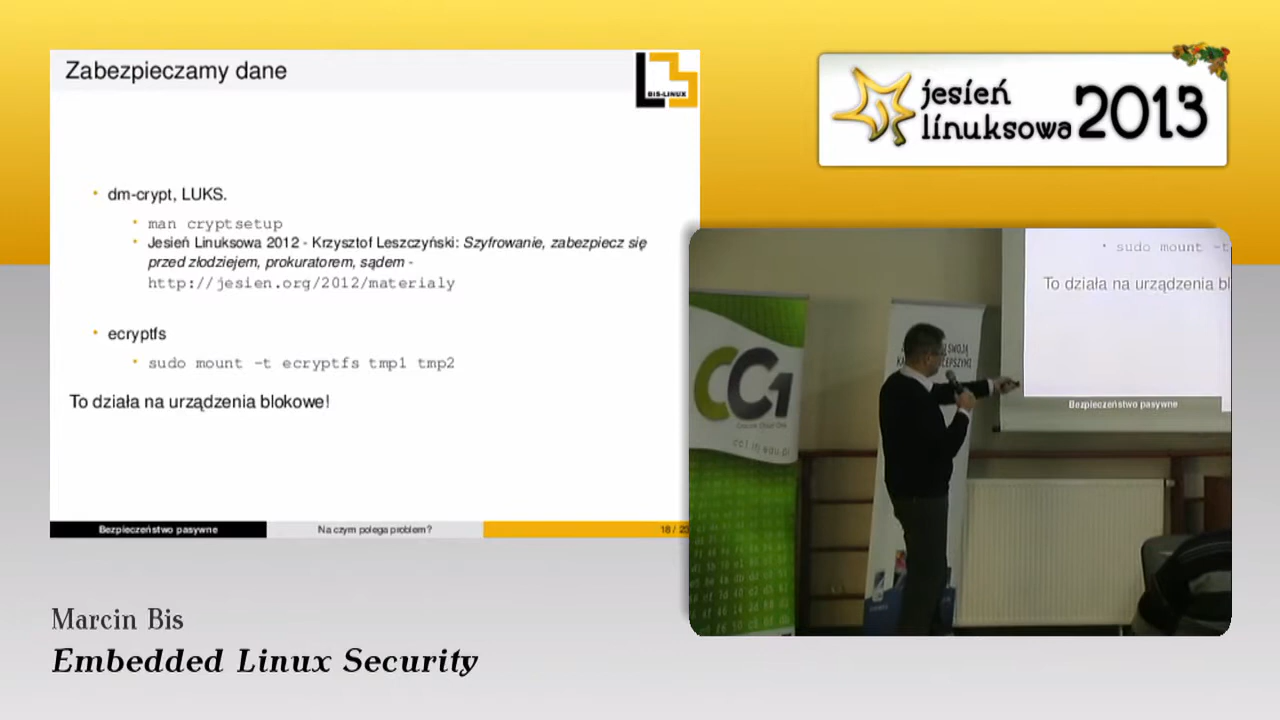 Zabezpieczamy dane
BIS-LINUX
• dm-crypt, LUKS.
• man cryptsetup
• Jesień Linuksowa 2012 - Krzysztof Leszczyński: Szyfrowanie, zabezpiecz się
przed złodziejem, prokuratorem, sądem -
http://jesien.org/2012/materialy
• ecryptfs
• sudo mount -t ecryptfs tmp1 tmp2
To działa na urządzenia blokowe!
Bezpieczeństwo pasywne
Na czym polega problem?
18 /
jesień
linuksowa 2013
• sudo mount -t
To działa na urządzenia bl
Bezpieczeństwo pasywne
CC1
SWOJĄ
Marcin Bis
Embedded Linux Security